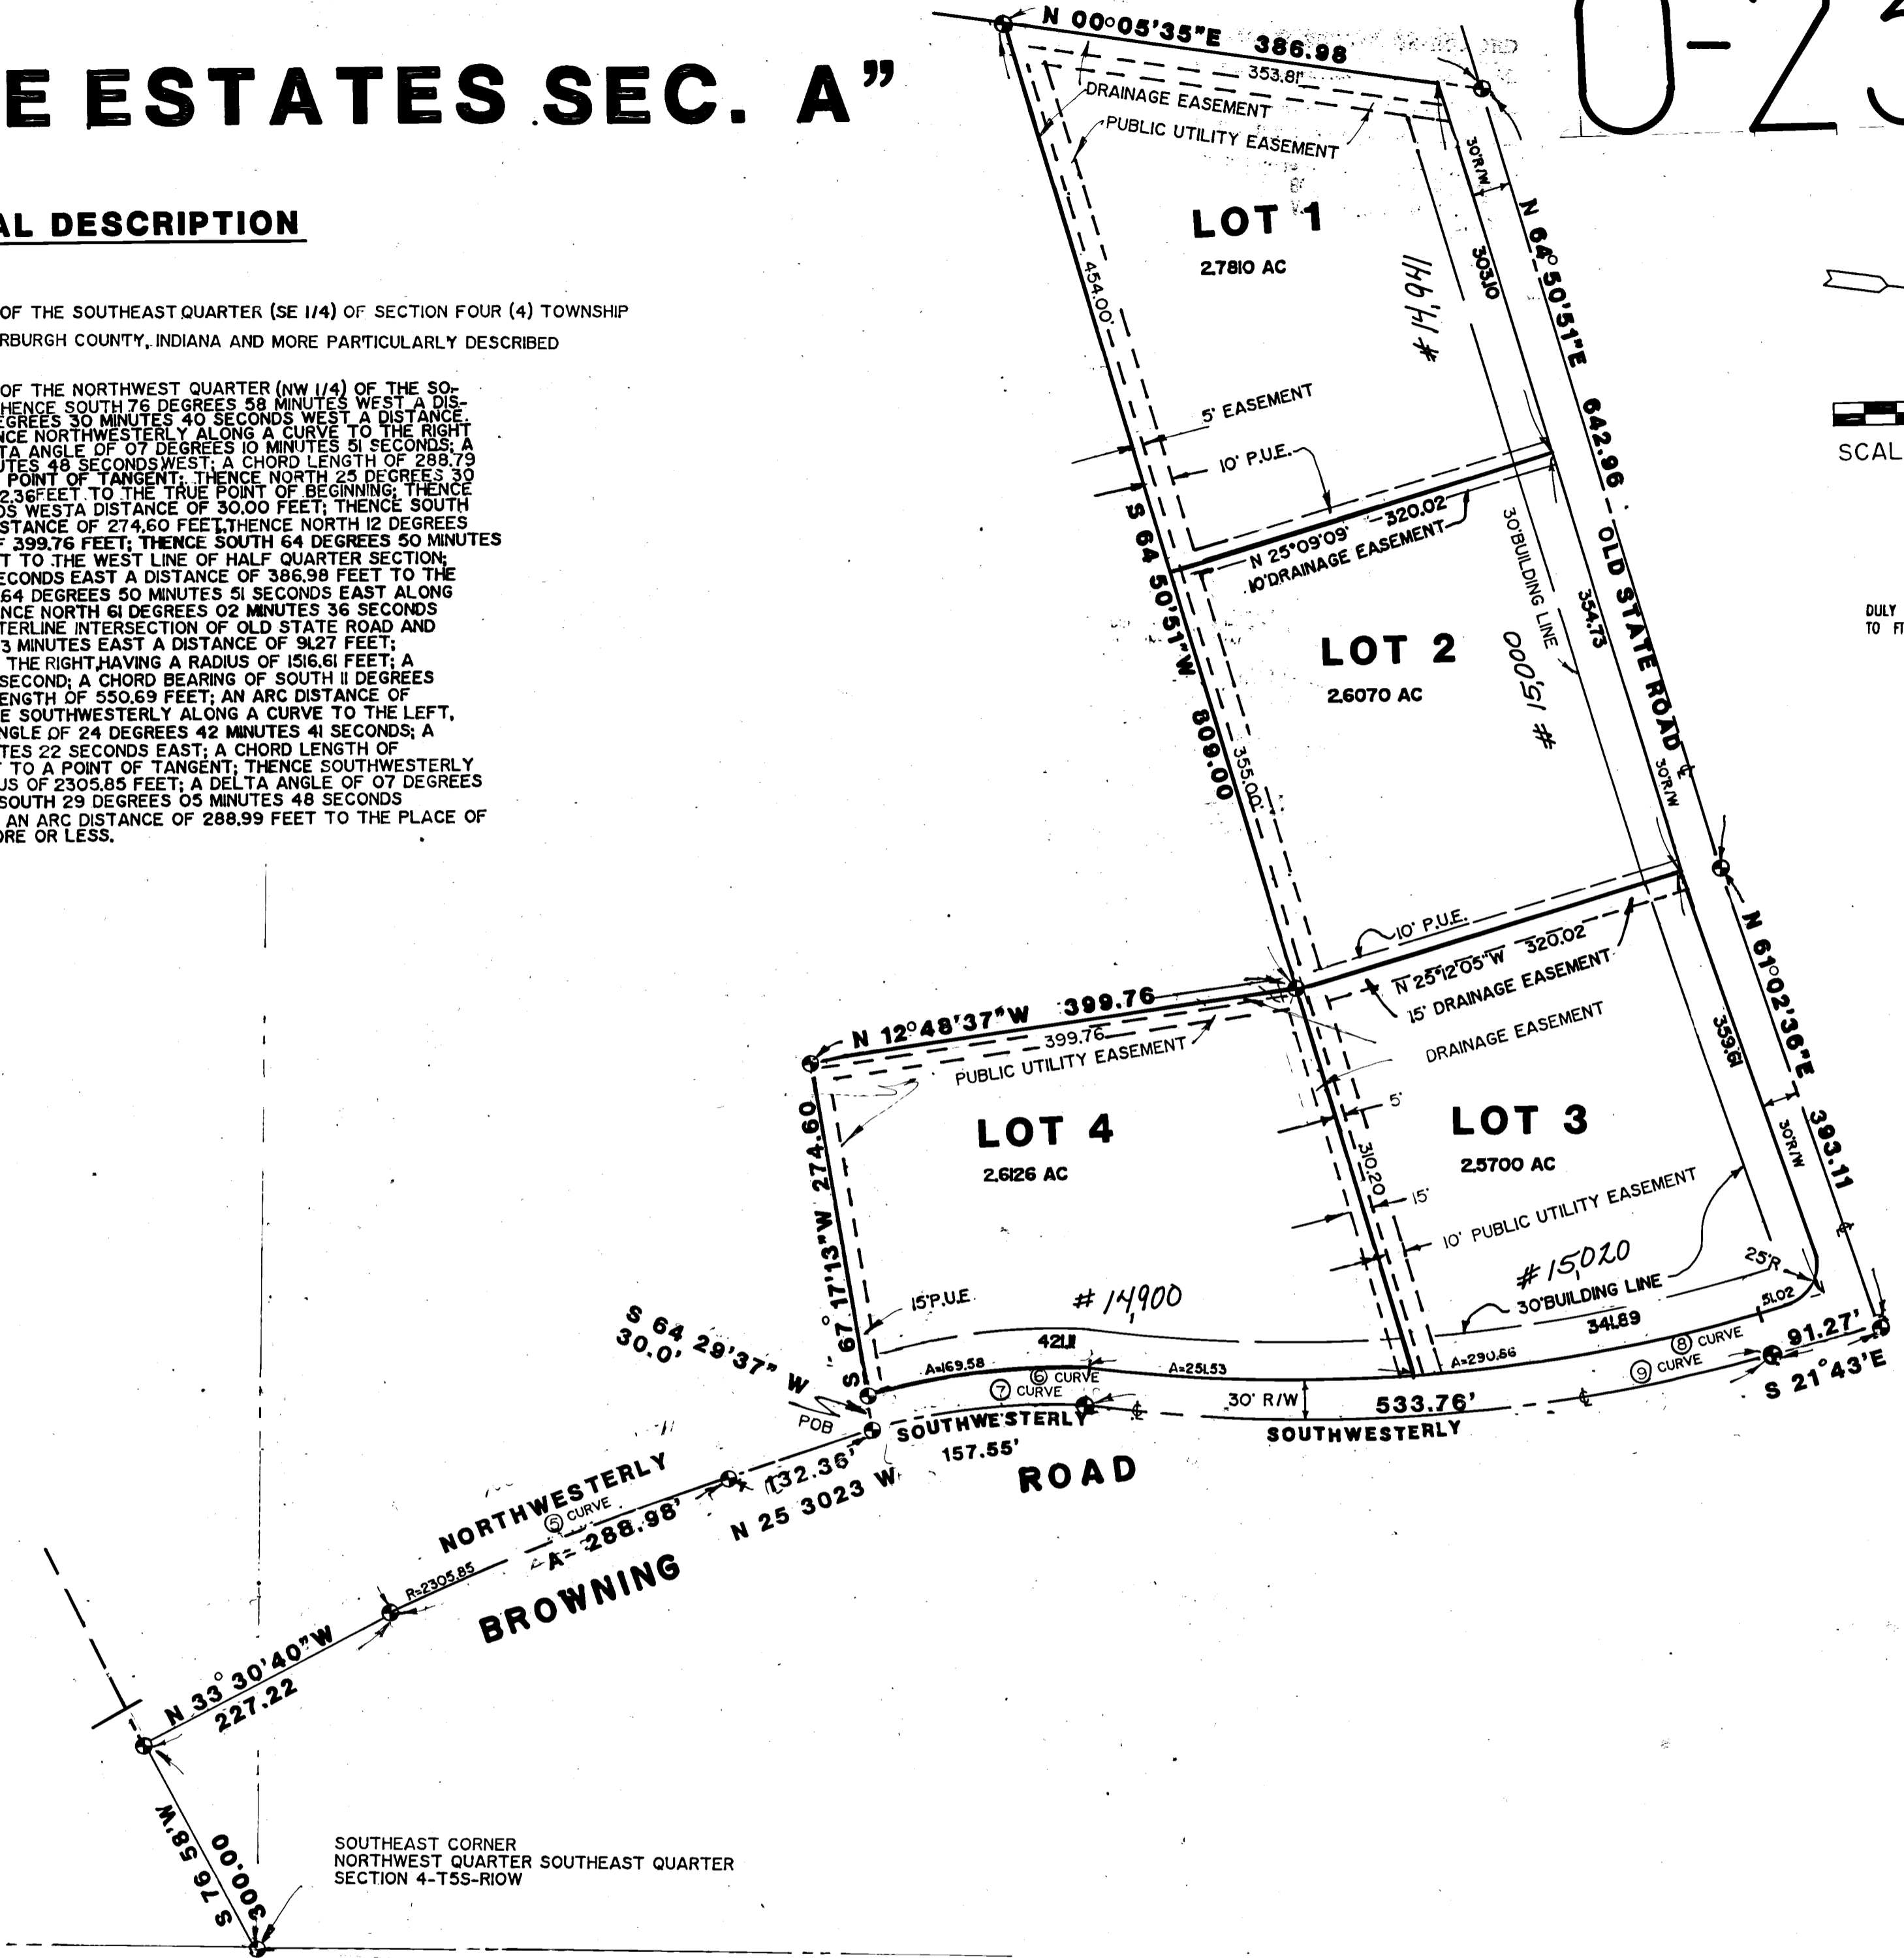 E ESTATES SEC. A”
0-23
AL DESCRIPTION
OF THE SOUTHEAST QUARTER (SE 1/4) OF SECTION FOUR (4) TOWNSHIP
RBURGH COUNTY, INDIANA AND MORE PARTICULARLY DESCRIBED
OF THE NORTHWEST QUARTER (NW 1/4) OF THE SO-
HENCE SOUTH 76 DEGREES 58 MINUTES WEST A DIS-
EGREES 30 MINUTES 40 SECONDS WEST A DISTANCE
NCE NORTHWESTERLY ALONG A CURVE TO THE RIGHT
TA ANGLE OF 07 DEGREES 10 MINUTES 51 SECONDS; A
UTES 48 SECONDS WEST; A CHORD LENGTH OF 288.79
POINT OF TANGENT; THENCE NORTH 25 DEGREES 30
2.36FEET TO THE TRUE POINT OF BEGINNING; THENCE
DS WESTA DISTANCE OF 30.00 FEET; THENCE SOUTH
STANCE OF 274.60 FEET,THENCE NORTH 12 DEGREES
F 399.76 FEET; THENCE SOUTH 64 DEGREES 50 MINUTES
T TO THE WEST LINE OF HALF QUARTER SECTION;
ECONDS EAST A DISTANCE OF 386.98 FEET TO THE
64 DEGREES 50 MINUTES 51 SECONDS EAST ALONG
NCE NORTH 61 DEGREES 02 MINUTES 36 SECONDS
TERLINE INTERSECTION OF OLD STATE ROAD AND
3 MINUTES EAST A DISTANCE OF 91.27 FEET;
THE RIGHT,HAVING A RADIUS OF 1516.61 FEET; A
SECOND; A CHORD BEARING OF SOUTH 11 DEGREES
ENGTH OF 550.69 FEET; AN ARC DISTANCE OF
E SOUTHWESTERLY ALONG A CURVE TO THE LEFT,
NGLE OF 24 DEGREES 42 MINUTES 41 SECONDS; A
TES 22 SECONDS EAST; A CHORD LENGTH OF
T TO A POINT OF TANGENT; THENCE SOUTHWESTERLY
US OF 2305.85 FEET; A DELTA ANGLE OF 07 DEGREES
SOUTH 29 DEGREES 05 MINUTES 48 SECONDS
AN ARC DISTANCE OF 288.99 FEET TO THE PLACE OF
ORE OR LESS.
N 00°05'35"E 386.98
353.81'
DRAINAGE EASEMENT
PUBLIC UTILITY EASEMENT
LOT 1
2.7810 AC
# 14,941
30'R/W
303.10
N 64°50'51"E 642.96 - OLD STATE ROAD
454.00'
5' EASEMENT
10' P.U.E.
N 25°09'09" 320.02
10'DRAINAGE EASEMENT
S 64 50'51"W 809.00
LOT 2
2.6070 AC
# 15,000
30'BUILDING LINE
354.73
30'R/W
355.00'
10' P.U.E.
N 25°12'05"W 320.02
15' DRAINAGE EASEMENT
DRAINAGE EASEMENT
N 61°02'36"E 393.11
359.61
30'R/W
N 12°48'37"W 399.76
399.76
PUBLIC UTILITY EASEMENT
LOT 4
2.6126 AC
S 67°17'13"W 274.60
15'P.U.E.
# 14,900
5'
LOT 3
2.5700 AC
310.20
15'
10' PUBLIC UTILITY EASEMENT
# 15,020
30'BUILDING LINE
25'R
51.02
341.89
421.11
A=169.58
A=251.53
A=290.86
6 CURVE
7 CURVE
8 CURVE
9 CURVE
91.27'
S 21°43'E
30' R/W
533.76'
SOUTHWESTERLY
SOUTHWESTERLY
157.55'
ROAD
S 64 29'37" W
30.0'
POB
132.36'
N 25 3023 W
NORTHWESTERLY
5 CURVE
A= 288.98'
R=2305.85
BROWNING
N 33°30'40"W
227.22
S 76 58'W
300.00
SOUTHEAST CORNER
NORTHWEST QUARTER SOUTHEAST QUARTER
SECTION 4-T5S-R10W
SCAL
DULY
TO